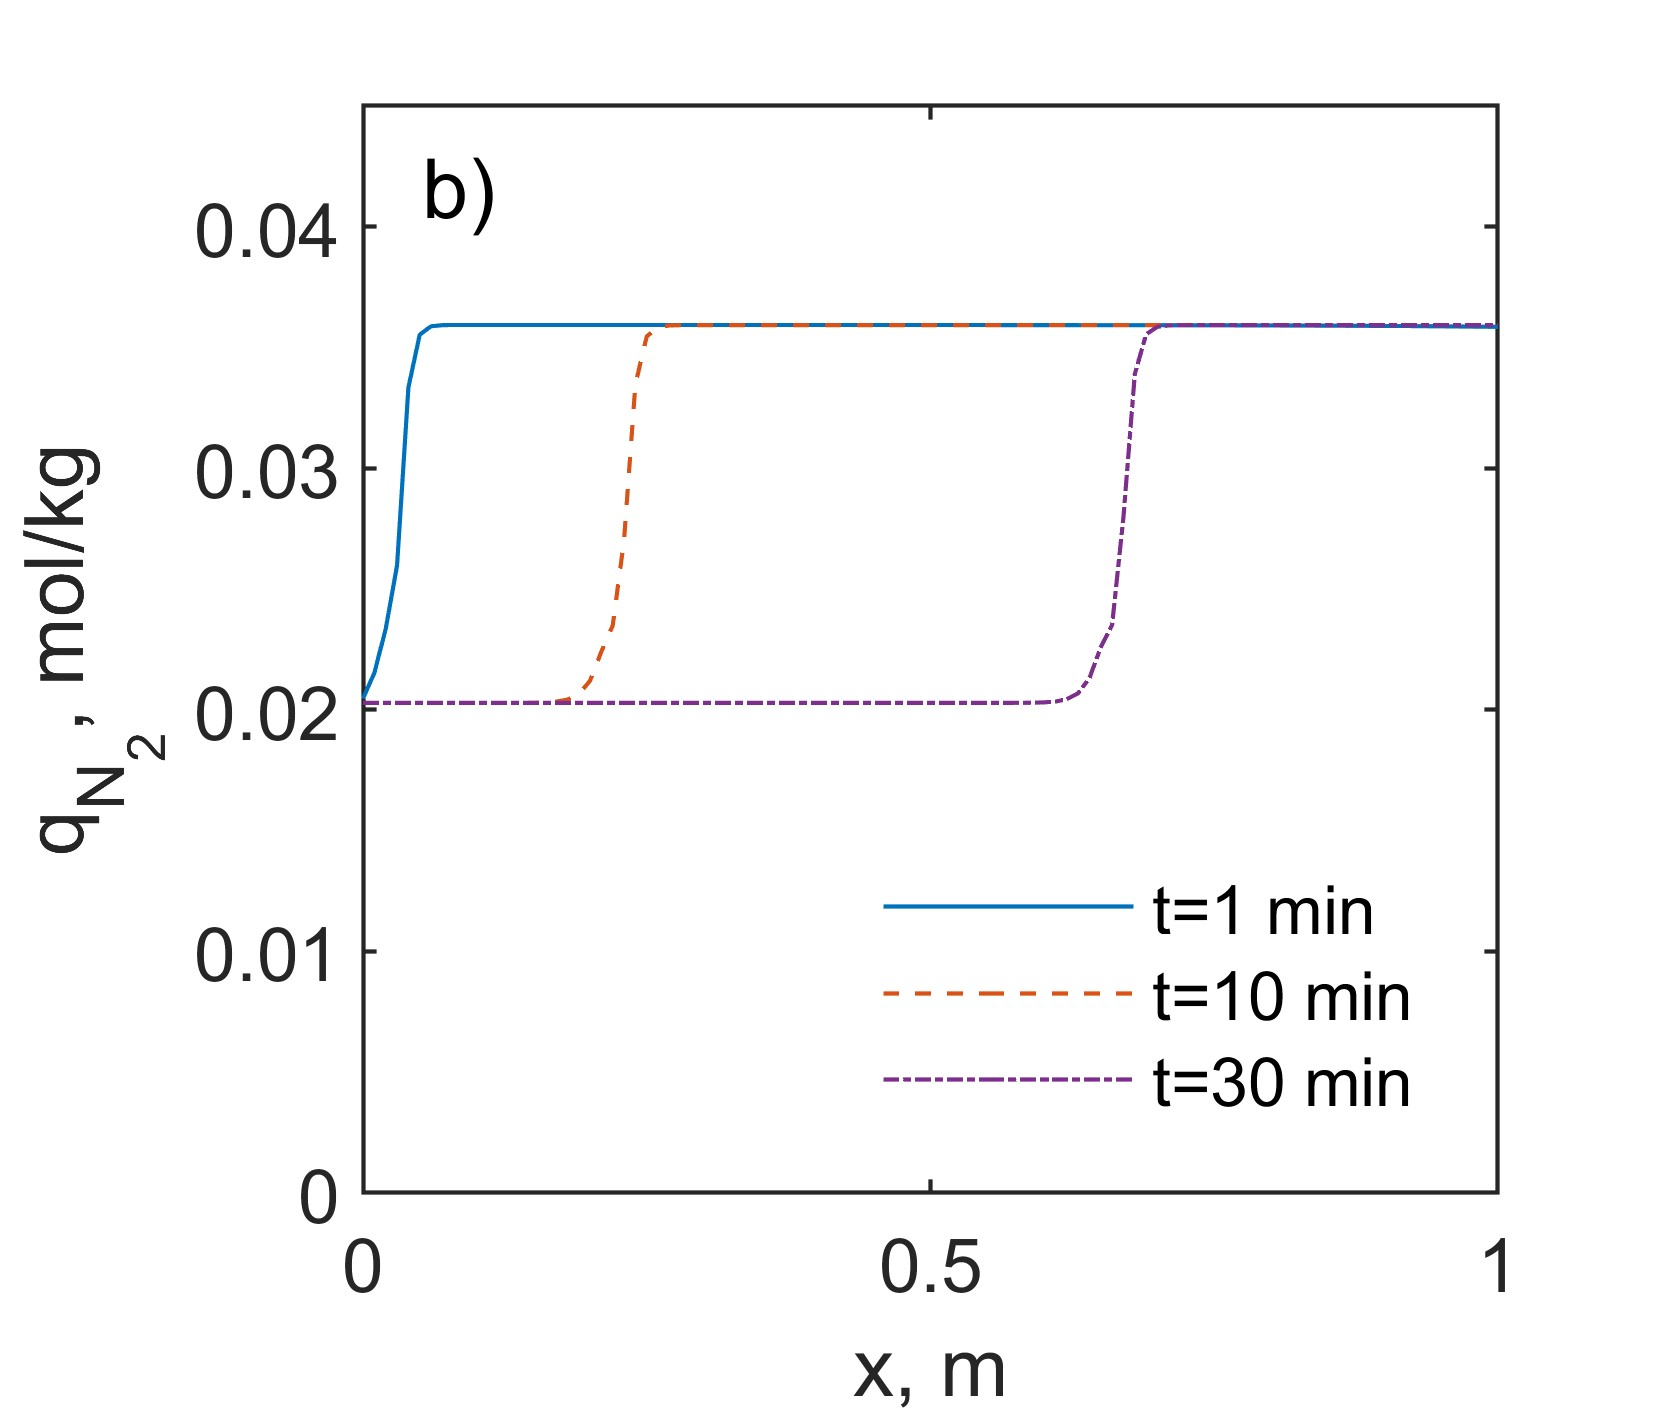 b)
0.04
0.03
0.02
0.01
0
0 0.5 1
x, m
qN2 , mol/kg
t=1 min
t=10 min
t=30 min